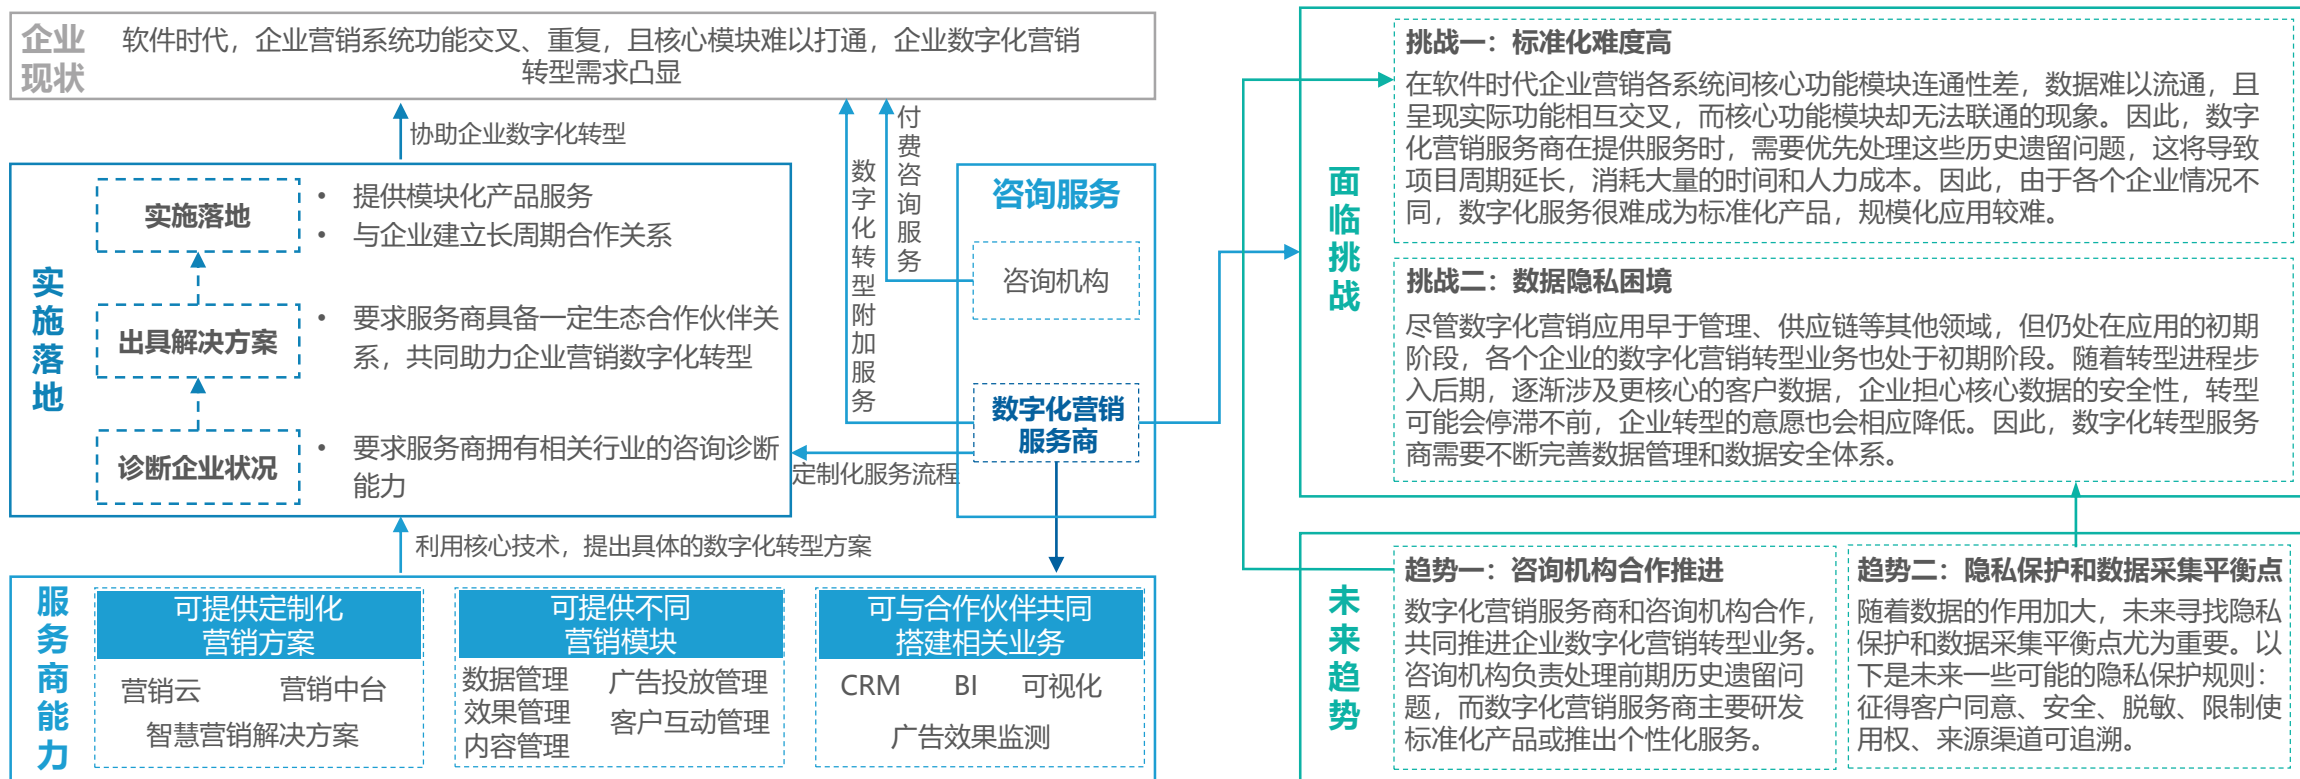 企业
现状
软件时代，企业营销系统功能交叉、重复，且核心模块难以打通，企业数字化营销
转型需求凸显
协助企业数字化转型
数字化转型附加服务
付费咨询服务
实施落地
实施落地
• 提供模块化产品服务
• 与企业建立长周期合作关系
出具解决方案
• 要求服务商具备一定生态合作伙伴关
系，共同助力企业营销数字化转型
诊断企业状况
• 要求服务商拥有相关行业的咨询诊断
能力
咨询服务
咨询机构
数字化营销
服务商
定制化服务流程
利用核心技术，提出具体的数字化转型方案
服务商能力
可提供定制化
营销方案
营销云 营销中台
智慧营销解决方案
可提供不同
营销模块
数据管理 广告投放管理
效果管理 客户互动管理
内容管理
可与合作伙伴共同
搭建相关业务
CRM BI 可视化
广告效果监测
面临挑战
挑战一：标准化难度高
在软件时代企业营销各系统间核心功能模块连通性差，数据难以流通，且
呈现实际功能相互交叉，而核心功能模块却无法联通的现象。因此，数字
化营销服务商在提供服务时，需要优先处理这些历史遗留问题，这将导致
项目周期延长，消耗大量的时间和人力成本。因此，由于各个企业情况不
同，数字化服务很难成为标准化产品，规模化应用较难。
挑战二：数据隐私困境
尽管数字化营销应用早于管理、供应链等其他领域，但仍处在应用的初期
阶段，各个企业的数字化营销转型业务也处于初期阶段。随着转型进程步
入后期，逐渐涉及更核心的客户数据，企业担心核心数据的安全性，转型
可能会停滞不前，企业转型的意愿也会相应降低。因此，数字化转型服务
商需要不断完善数据管理和数据安全体系。
未来趋势
趋势一：咨询机构合作推进
数字化营销服务商和咨询机构合作，
共同推进企业数字化营销转型业务。
咨询机构负责处理前期历史遗留问
题，而数字化营销服务商主要研发
标准化产品或推出个性化服务。
趋势二：隐私保护和数据采集平衡点
随着数据的作用加大，未来寻找隐私
保护和数据采集平衡点尤为重要。以
下是未来一些可能的隐私保护规则：
征得客户同意、安全、脱敏、限制使
用权、来源渠道可追溯。